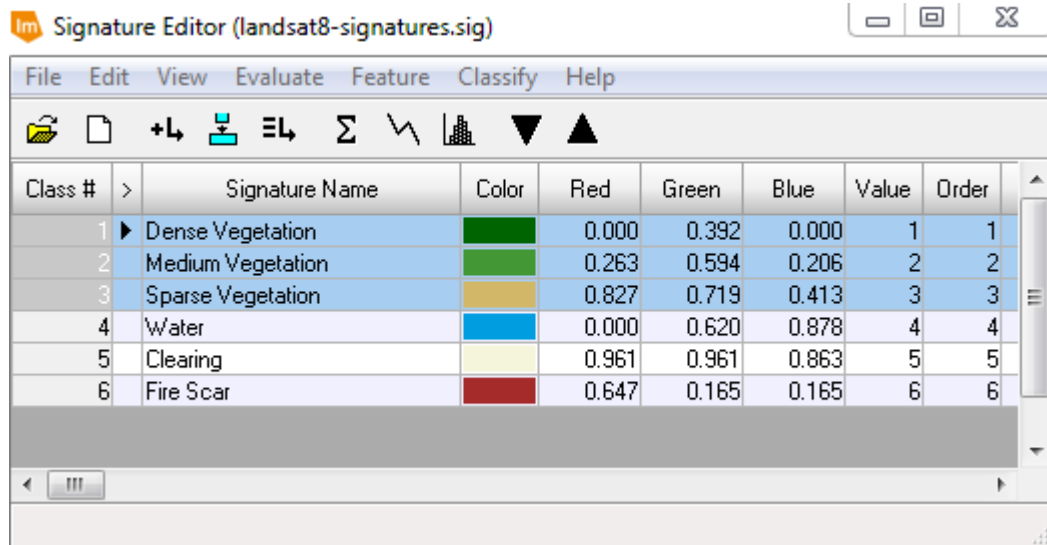 Im Signature Editor (landsat8-signatures.sig)
File Edit View Evaluate Feature Classify Help
Class # > Signature Name Color Red Green Blue Value Order
1 Dense Vegetation 0.000 0.392 0.000 1 1
2 Medium Vegetation 0.263 0.594 0.206 2 2
3 Sparse Vegetation 0.827 0.719 0.413 3 3
4 Water 0.000 0.620 0.878 4 4
5 Clearing 0.961 0.961 0.863 5 5
6 Fire Scar 0.647 0.165 0.165 6 6